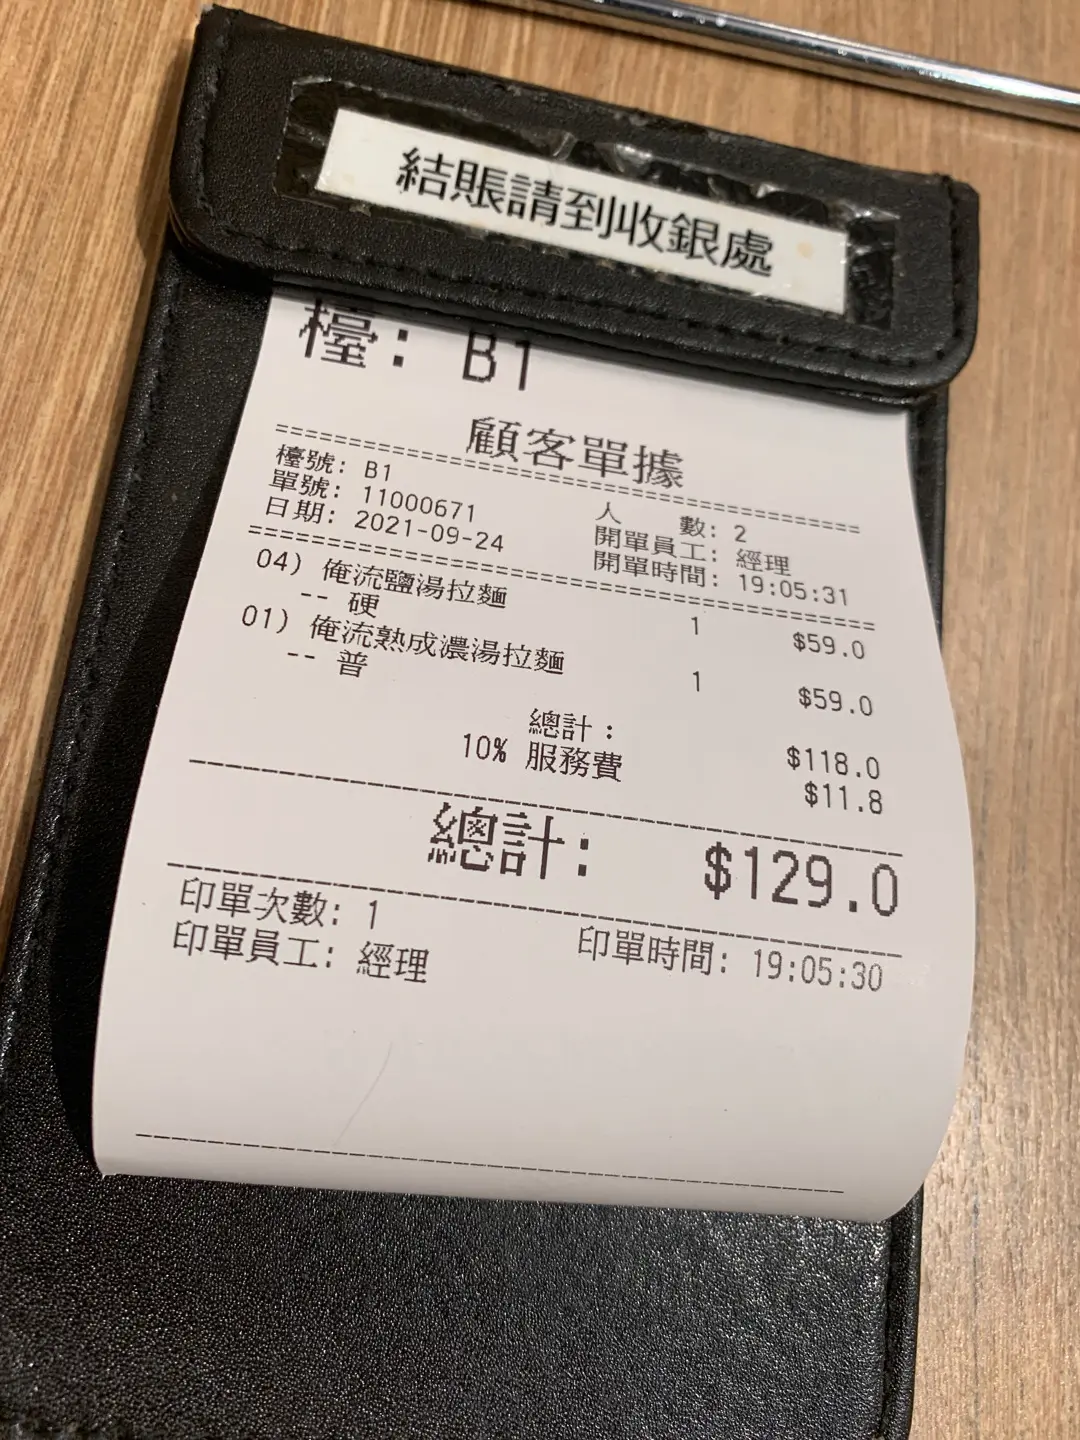 結賬請到收銀處
檯: B1
顧客單據
檯號: B1 人 數: 2
單號: 11000671 開單員工: 經理
日期: 2021-09-24 開單時間: 19:05:31
04) 俺流鹽湯拉麵 1 $59.0
-- 硬
01) 俺流熟成濃湯拉麵 1 $59.0
-- 普
總計: $118.0
10% 服務費 $11.8
總計: $129.0
印單次數: 1 印單時間: 19:05:30
印單員工: 經理